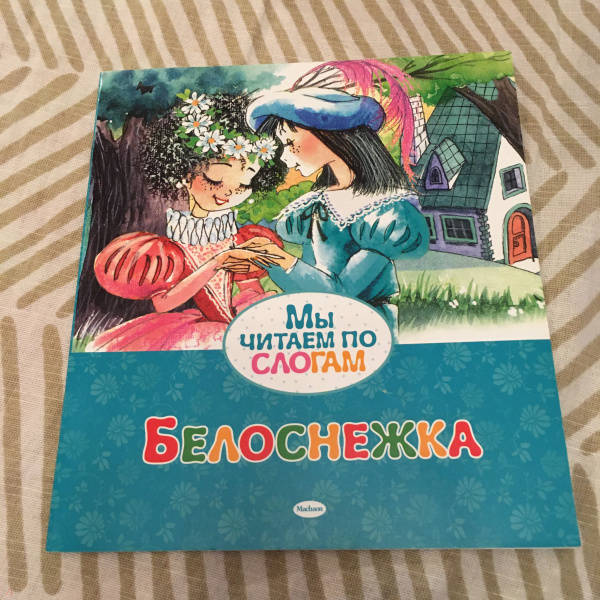 Мы
читаем по
слогам
Белоснежка
Machaon